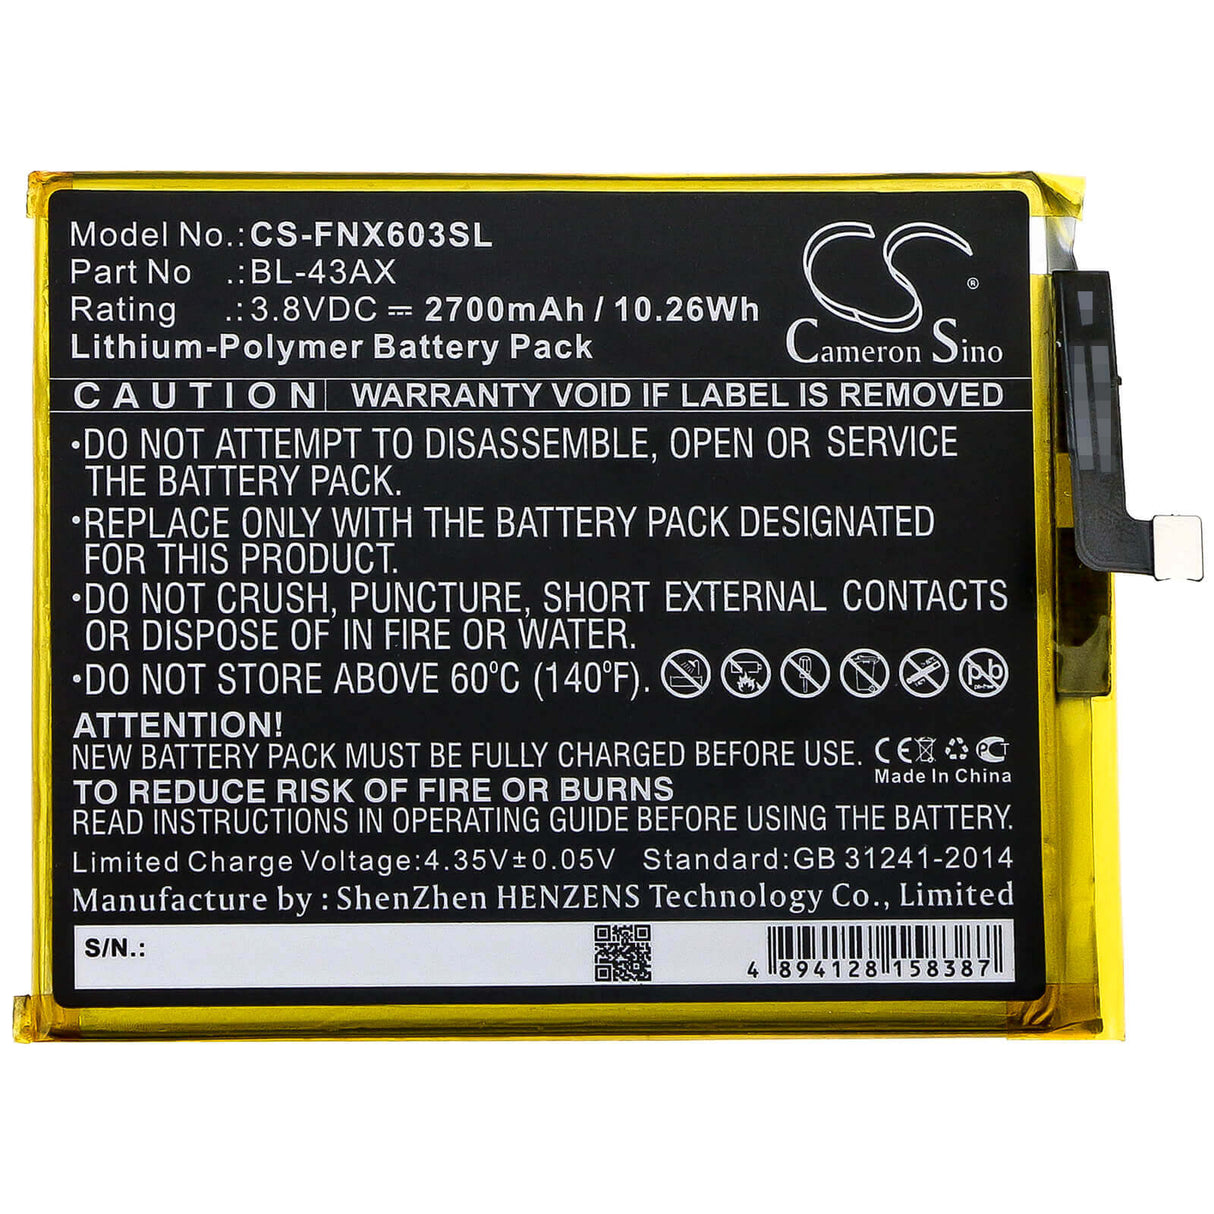 Model No.: CS-FNX603SL
Part No .: BL-43AX
Rating .: 3.8VDC ⎓ 2700mAh / 10.26Wh
Lithium-Polymer Battery Pack
CS ®
Cameron Sino
CAUTION WARRANTY VOID IF LABEL IS REMOVED
•DO NOT ATTEMPT TO DISASSEMBLE, OPEN OR SERVICE
THE BATTERY PACK.
•REPLACE ONLY WITH THE BATTERY PACK DESIGNATED
FOR THIS PRODUCT.
•DO NOT CRUSH, PUNCTURE, SHORT EXTERNAL CONTACTS
OR DISPOSE OF IN FIRE OR WATER.
•DO NOT STORE ABOVE 60°C (140°F).
Pb
ATTENTION!
NEW BATTERY PACK MUST BE FULLY CHARGED BEFORE USE.
CE PCT
Made In China
TO REDUCE RISK OF FIRE OR BURNS
READ INSTRUCTIONS IN OPERATING GUIDE BEFORE USING THE BATTERY.
Limited Charge Voltage:4.35V±0.05V Standard:GB 31241-2014
Manufacture by : ShenZhen HENZENS Technology Co., Limited
S/N.:
4 894128 158387